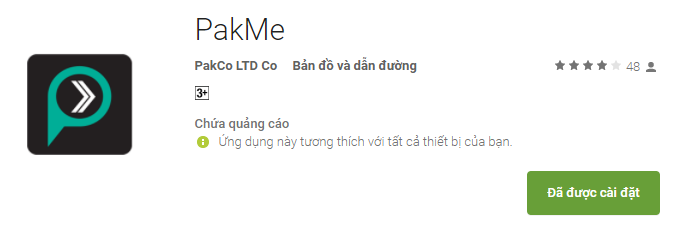 PakMe
PakCo LTD Co Bản đồ và dẫn đường 48
3+
Chứa quảng cáo
Ứng dụng này tương thích với tất cả thiết bị của bạn.
Đã được cài đặt